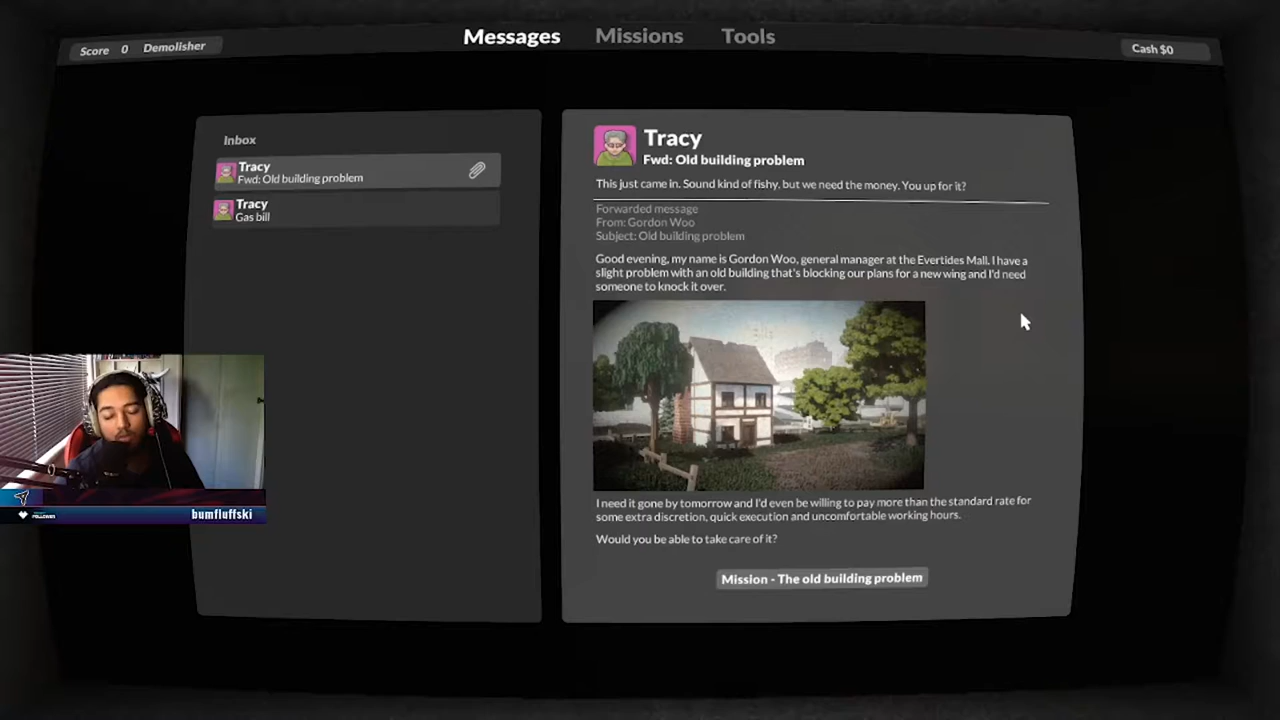 Score 0 Demolisher
Messages Missions Tools
Cash $0
Inbox
Tracy
Fwd: Old building problem
Tracy
Gas bill
Tracy
Fwd: Old building problem
This just came in. Sound kind of fishy, but we need the money. You up for it?
Forwarded message
From: Gordon Woo
Subject: Old building problem
Good evening, my name is Gordon Woo, general manager at the Evertides Mall. I have a
slight problem with an old building that's blocking our plans for a new wing and I'd need
someone to knock it over.
I need it gone by tomorrow and I'd even be willing to pay more than the standard rate for
some extra discretion, quick execution and uncomfortable working hours.
Would you be able to take care of it?
Mission - The old building problem
bumfluffski